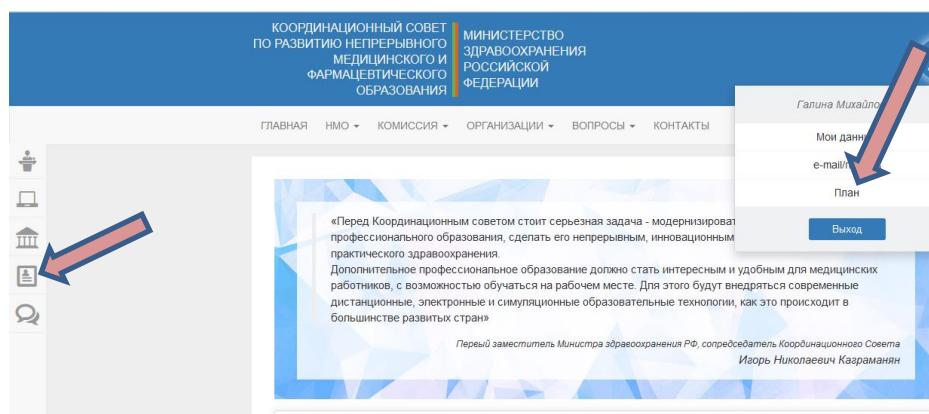 КООРДИНАЦИОННЫЙ СОВЕТ
ПО РАЗВИТИЮ НЕПРЕРЫВНОГО
МЕДИЦИНСКОГО И
ФАРМАЦЕВТИЧЕСКОГО
ОБРАЗОВАНИЯ
МИНИСТЕРСТВО
ЗДРАВООХРАНЕНИЯ
РОССИЙСКОЙ
ФЕДЕРАЦИИ
ГЛАВНАЯ НМО КОМИССИЯ ОРГАНИЗАЦИИ ВОПРОСЫ КОНТАКТЫ
Галина
Мои
План
Выход
«Перед Координационным советом стоит серьезная задача -
профессионального образования, сделать его непрерывным, инновационным
практического здравоохранения.
Дополнительное профессиональное образование должно стать интересным и удобным для медицинских
работников, с возможностью обучаться на рабочем месте. Для этого будут внедряться современные
дистанционные, электронные и симуляционные образовательные технологии, как это происходит в
большинстве развитых стран»
Первый заместитель Министра здравоохранения РФ, сопредседатель Координационного Совета
Игорь Николаевич Каграманян